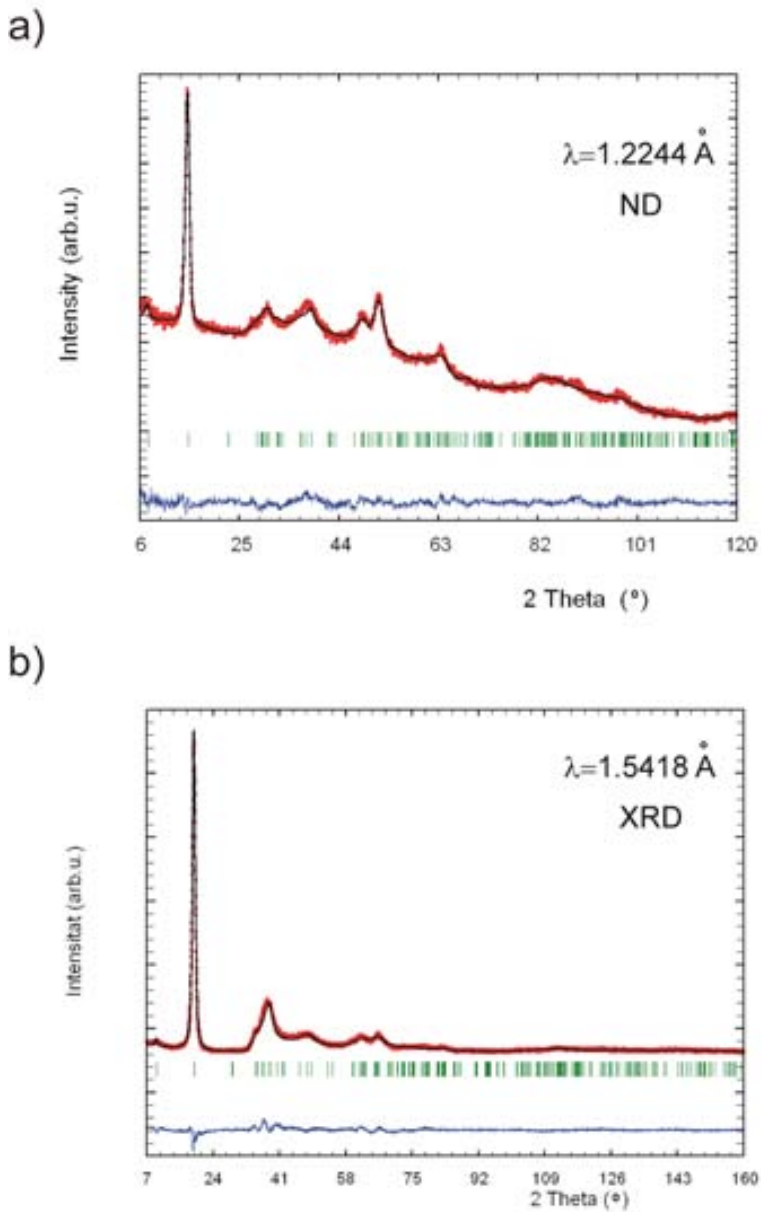 a)
λ=1.2244 Å
ND
Intensity (arb.u.)
6 25 44 63 82 101 120
2 Theta (º)
b)
λ=1.5418 Å
XRD
Intensitat (arb.u.)
7 24 41 58 75 92 109 126 143 160
2 Theta (º)